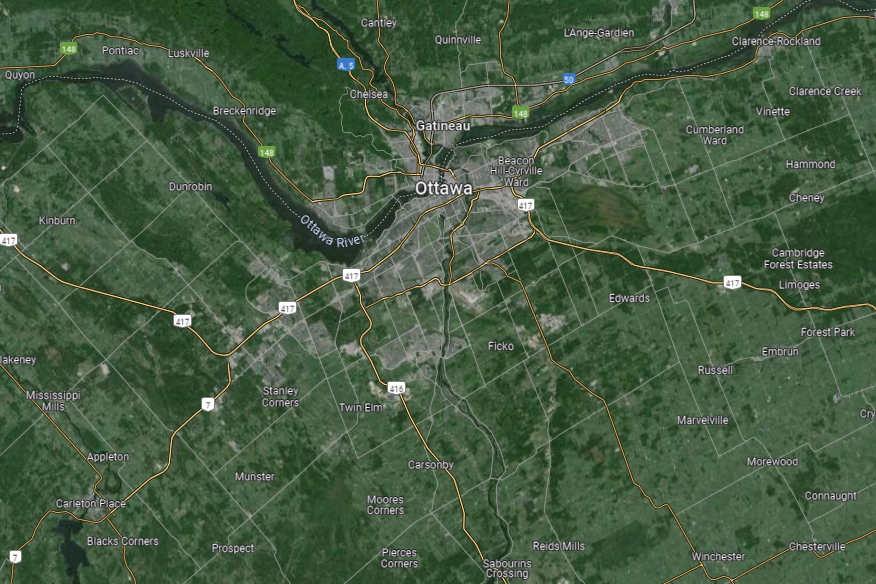 148
Cantley
Quinnville
L'Ange-Gardien
148
Pontiac
Luskville
A. 5
50
Clarence-Rockland
Quyon
Chelsea
Clarence Creek
Breckenridge
Gatineau
148
Vinette
Cumberland
Ward
148
Beacon
Hill-Cyrville
Ward
Hammond
Dunrobin
Ottawa
Cheney
417
Kinburn
Ottawa River
417
Cambridge
Forest Estates
417
417
Limoges
417
Edwards
417
Forest Park
Ficko
Embrun
lakeney
Russell
416
Mississippi
Mills
Stanley
Corners
7
Twin Elm
Cry
Marvelville
Appleton
Carsonby
Morewood
Munster
Carleton Place
Moores
Corners
Connaught
Blacks Corners
Prospect
Pierces
Corners
Reids Mills
Chesterville
7
Sabourins
Crossing
Winchester